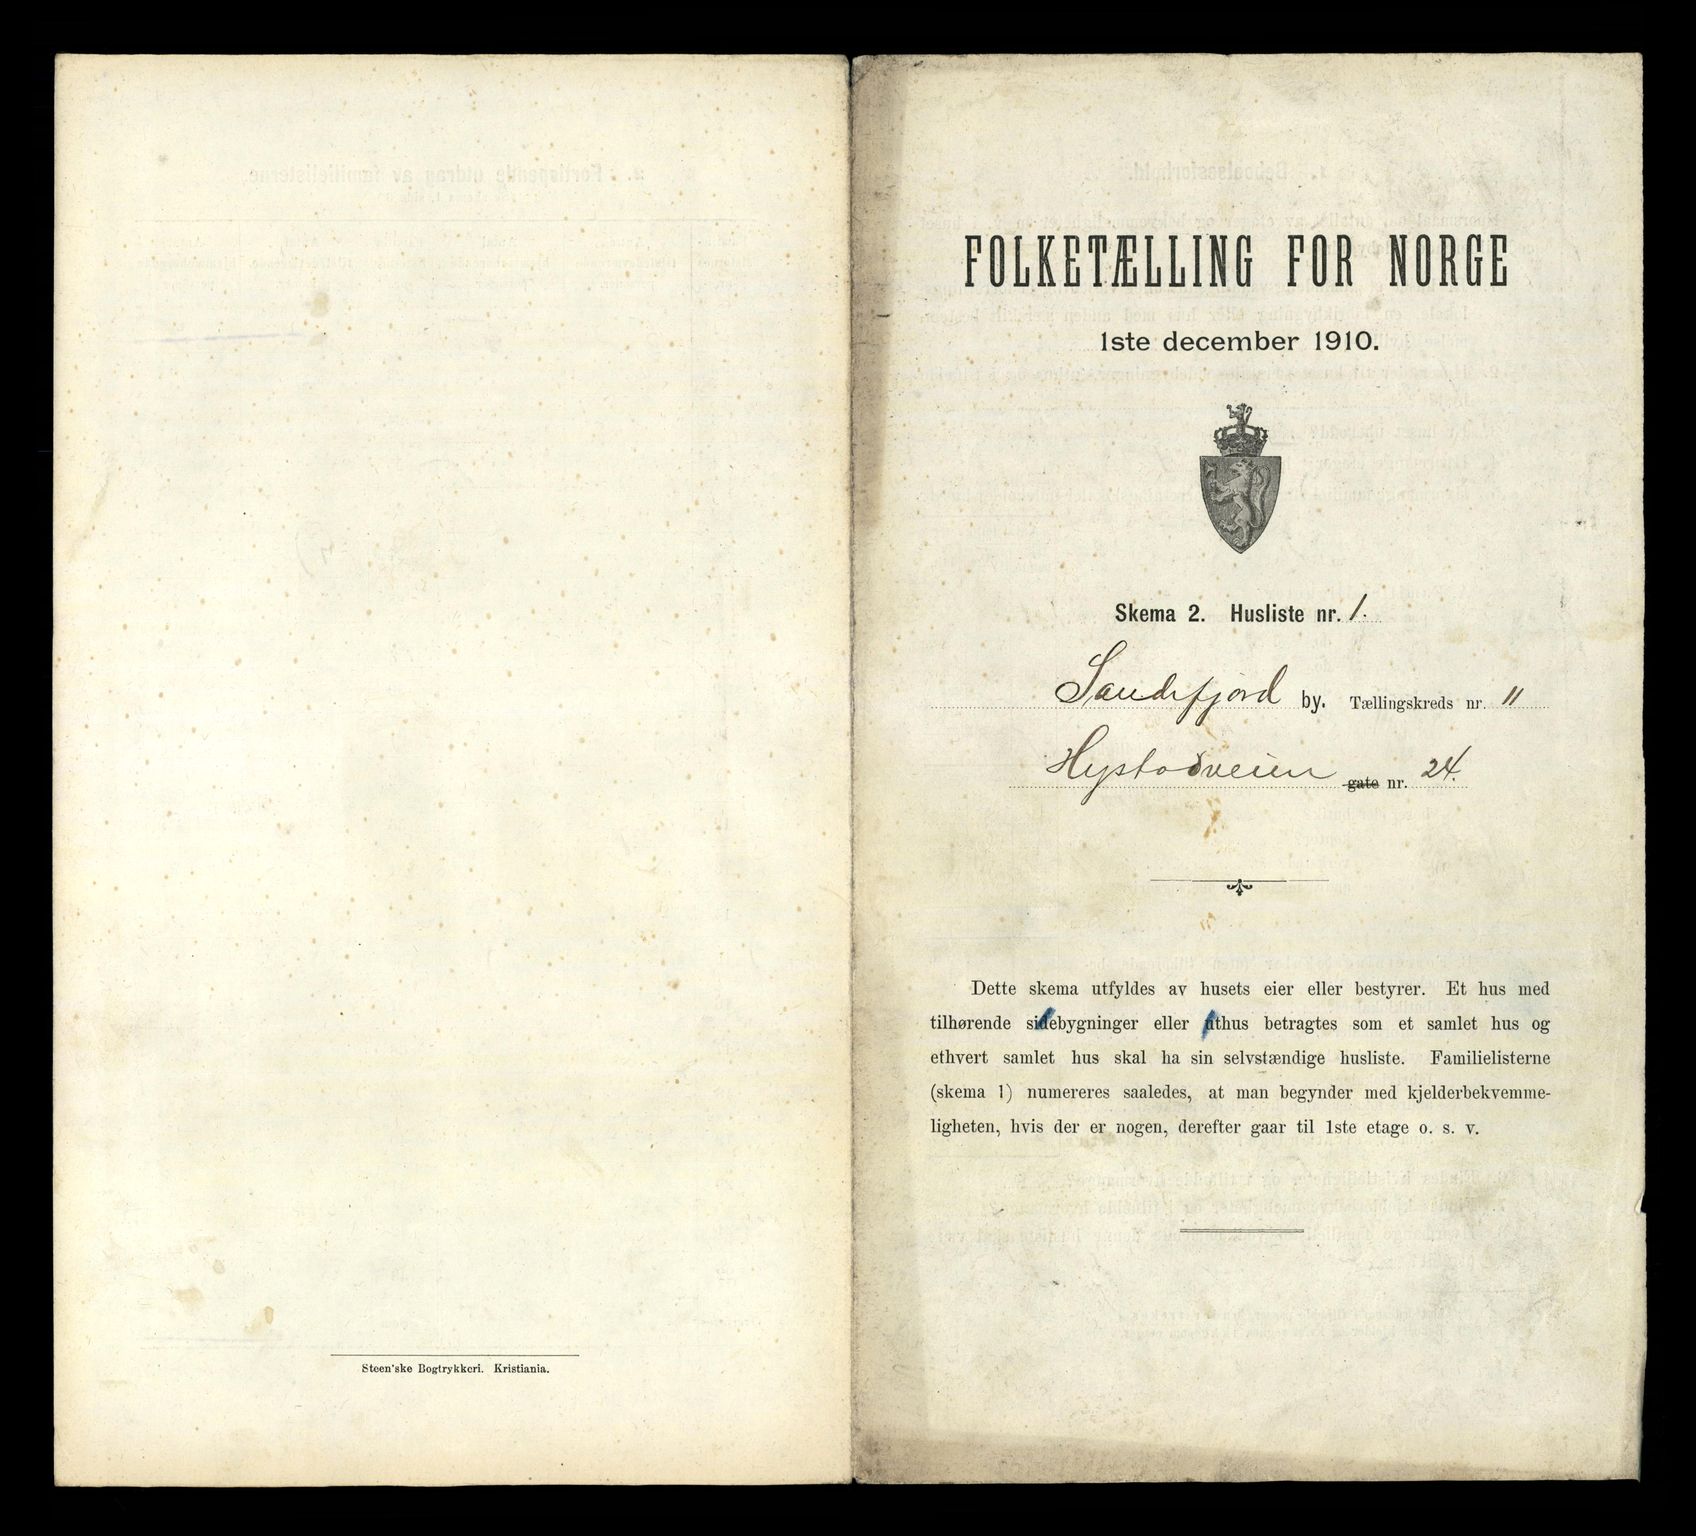 Steen'ske Bogtrykkeri. Kristiania.
FOLKETÆLLING FOR NORGE
1ste december 1910.
Skema 2. Husliste nr. 1.
Sandefjord by. Tællingskreds nr. 11
Hystadveien gate nr. 24.
Dette skema utfyldes av husets eier eller bestyrer. Et hus med
tilhørende sidebygninger eller uthus betragtes som et samlet hus og
ethvert samlet hus skal ha sin selvstændige husliste. Familielisterne
(skema 1) numereres saaledes, at man begynder med kjelderbekvemme-
ligheten, hvis der er nogen, derefter gaar til 1ste etage o. s. v.